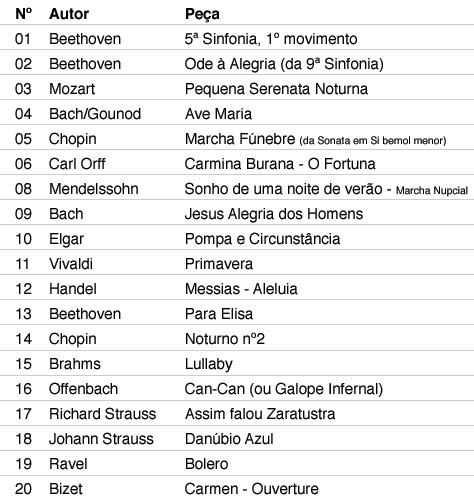 Nº Autor Peça
01 Beethoven 5ª Sinfonia, 1º movimento
02 Beethoven Ode à Alegria (da 9ª Sinfonia)
03 Mozart Pequena Serenata Noturna
04 Bach/Gounod Ave Maria
05 Chopin Marcha Fúnebre (da Sonata em Si bemol menor)
06 Carl Orff Carmina Burana - O Fortuna
08 Mendelssohn Sonho de uma noite de verão - Marcha Nupcial
09 Bach Jesus Alegria dos Homens
10 Elgar Pompa e Circunstância
11 Vivaldi Primavera
12 Handel Messias - Aleluia
13 Beethoven Para Elisa
14 Chopin Noturno nº2
15 Brahms Lullaby
16 Offenbach Can-Can (ou Galope Infernal)
17 Richard Strauss Assim falou Zaratustra
18 Johann Strauss Danúbio Azul
19 Ravel Bolero
20 Bizet Carmen - Ouverture